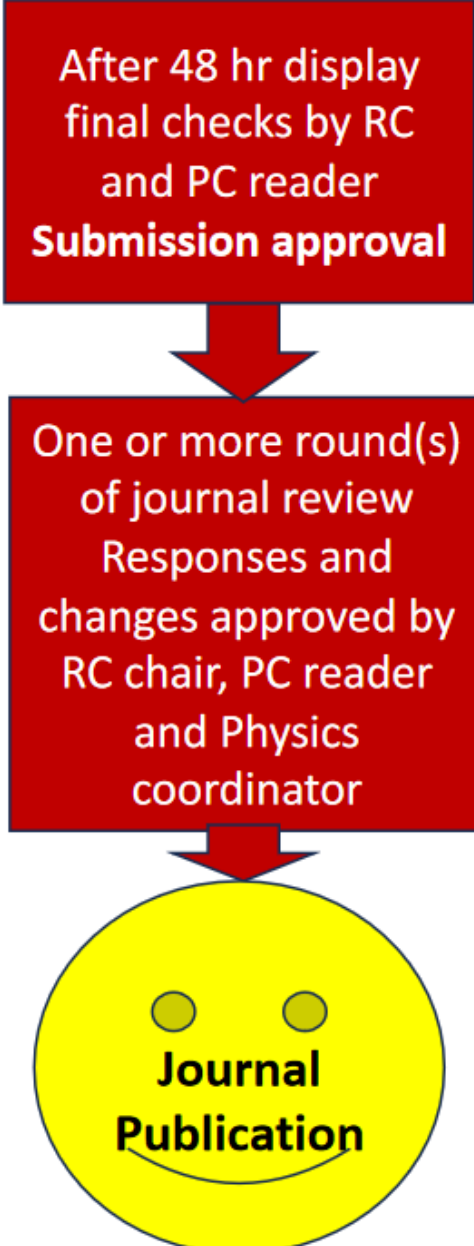 After 48 hr display
final checks by RC
and PC reader
Submission approval
One or more round(s)
of journal review
Responses and
changes approved by
RC chair, PC reader
and Physics
coordinator
Journal
Publication